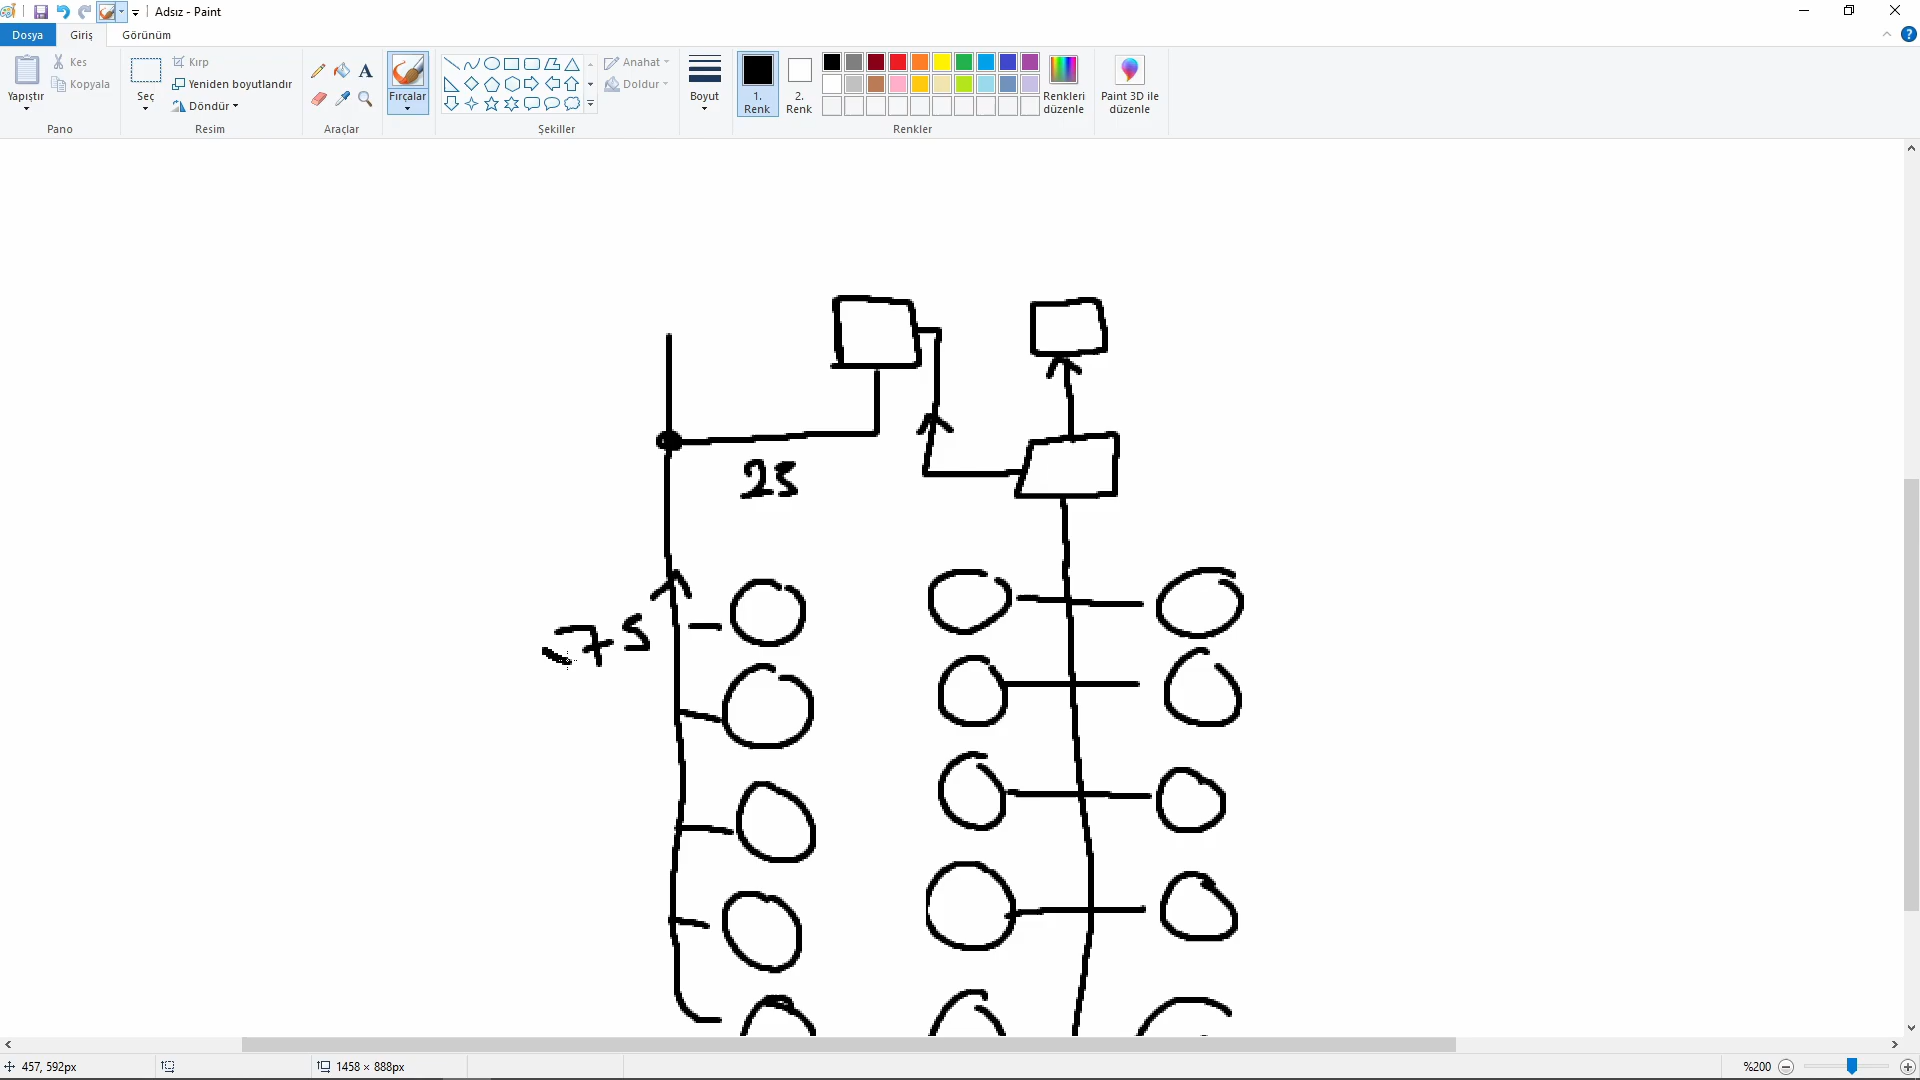 Adsız - Paint
Dosya Giriş Görünüm
Yapıştır
Kes
Kopyala
Pano
Seç
Kırp
Yeniden boyutlandır
Döndür
Resim
A
Araçlar
Fırçalar
Şekiller
Anahat
Doldur
Boyut
1. Renk
2. Renk
Renkler
Renkleri düzenle
Paint 3D ile düzenle
25
75
457, 592px
1458 × 888px
%200